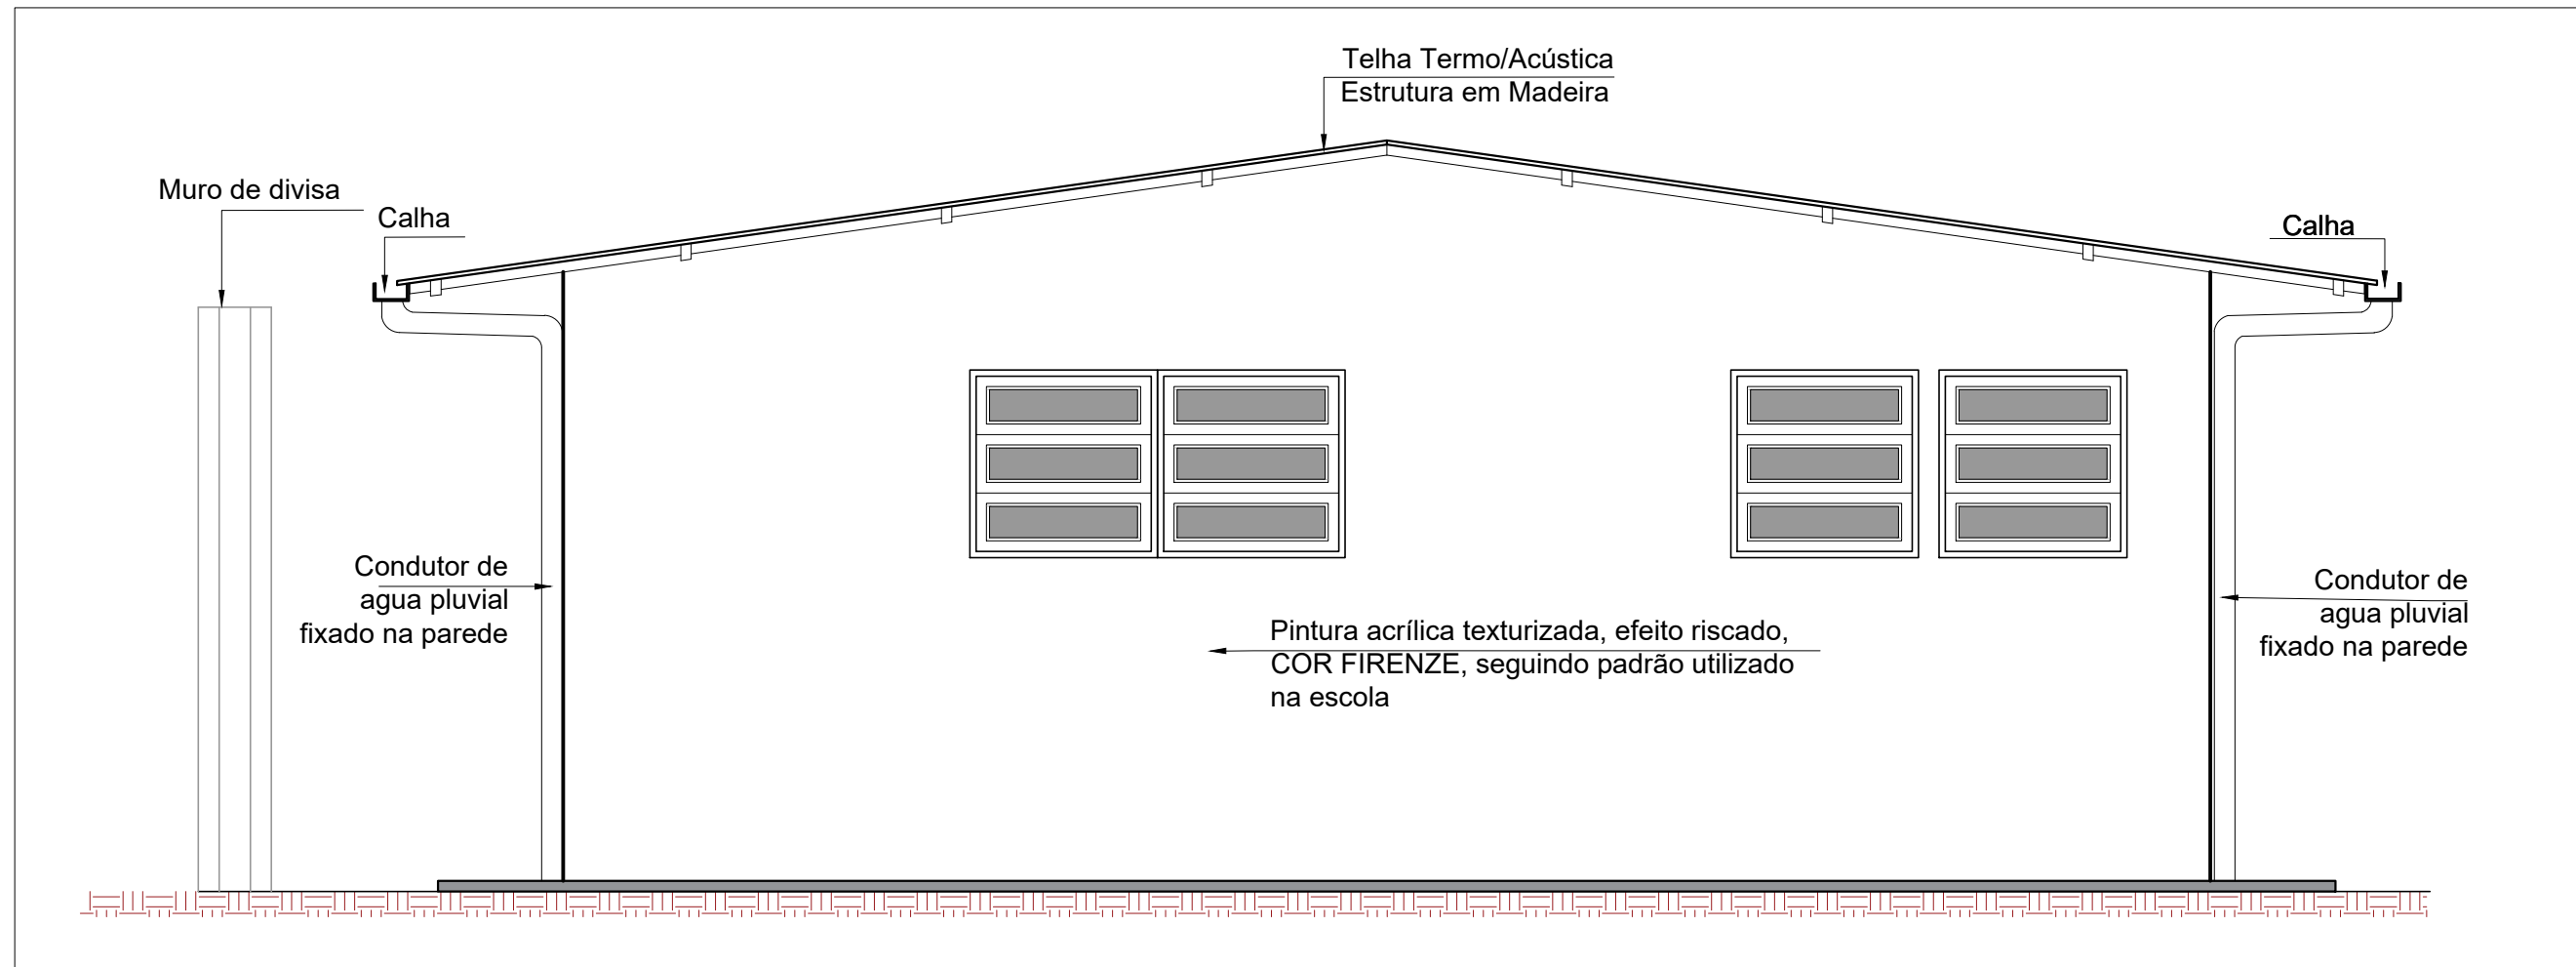 Telha Termo/Acústica
Estrutura em Madeira
Muro de divisa
Calha
Calha
Condutor de
agua pluvial
fixado na parede
Pintura acrílica texturizada, efeito riscado,
COR FIRENZE, seguindo padrão utilizado
na escola
Condutor de
agua pluvial
fixado na parede